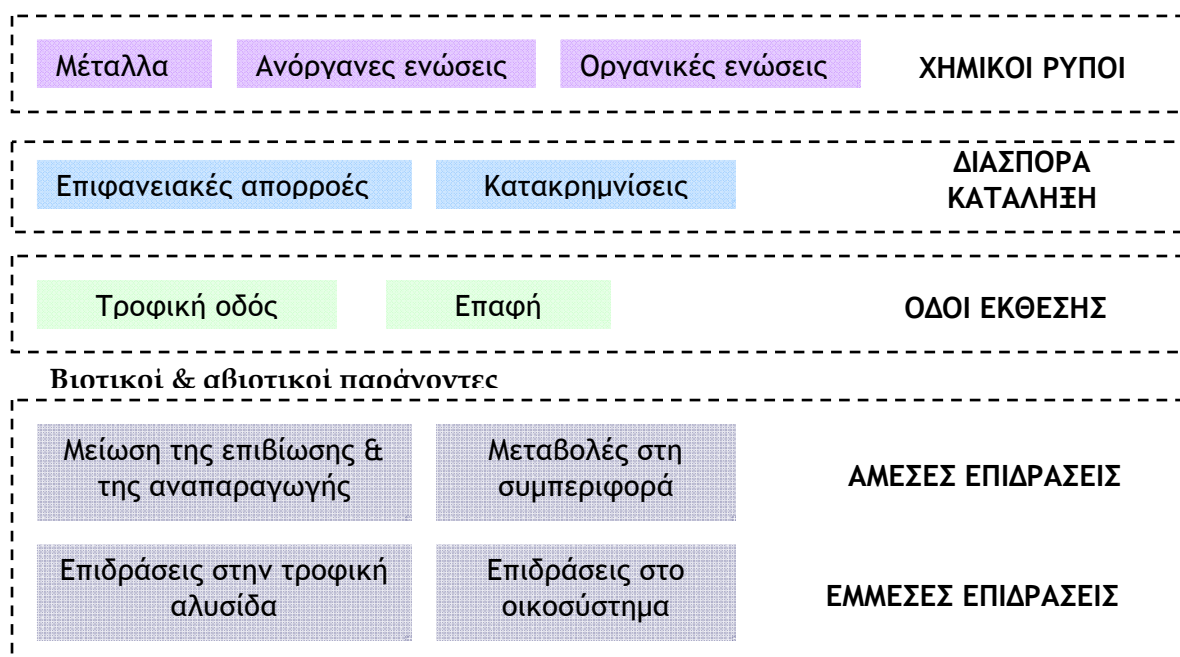 Μέταλλα Ανόργανες ενώσεις Οργανικές ενώσεις ΧΗΜΙΚΟΙ ΡΥΠΟΙ
Επιφανειακές απορροές Κατακρημνίσεις ΔΙΑΣΠΟΡΑ
ΚΑΤΑΛΗΞΗ
Τροφική οδός Επαφή ΟΔΟΙ ΕΚΘΕΣΗΣ
Βιοτικοί & αβιοτικοί παράγοντες
Μείωση της επιβίωσης &
της αναπαραγωγής
Μεταβολές στη
συμπεριφορά
ΑΜΕΣΕΣ ΕΠΙΔΡΑΣΕΙΣ
Επιδράσεις στην τροφική
αλυσίδα
Επιδράσεις στο
οικοσύστημα
ΕΜΜΕΣΕΣ ΕΠΙΔΡΑΣΕΙΣ